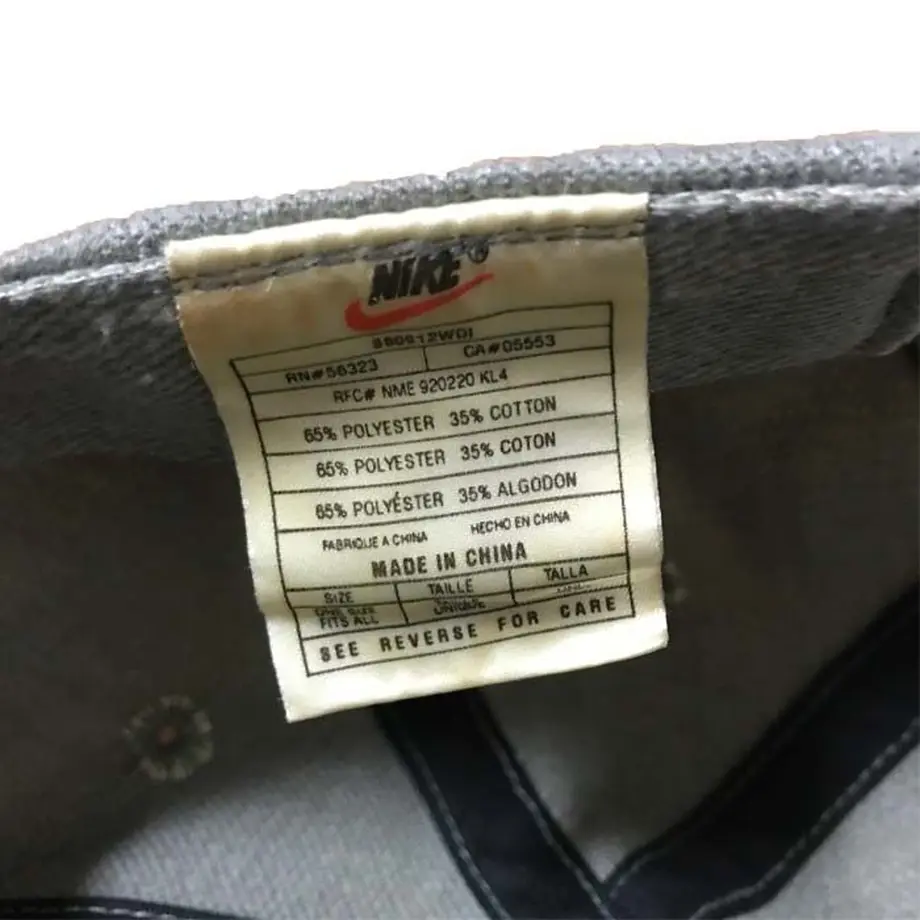 NIKE®
RN#56323 CA#05553
RFC# NME 920220 KL4
65% POLYESTER 35% COTTON
65% POLYESTER 35% COTON
65% POLYÉSTER 35% ALGODON
FABRIQUE A CHINA HECHO EN CHINA
MADE IN CHINA
SIZE TAILLE TALLA
ONE SIZE UNIQUE
FITS ALL
SEE REVERSE FOR CARE